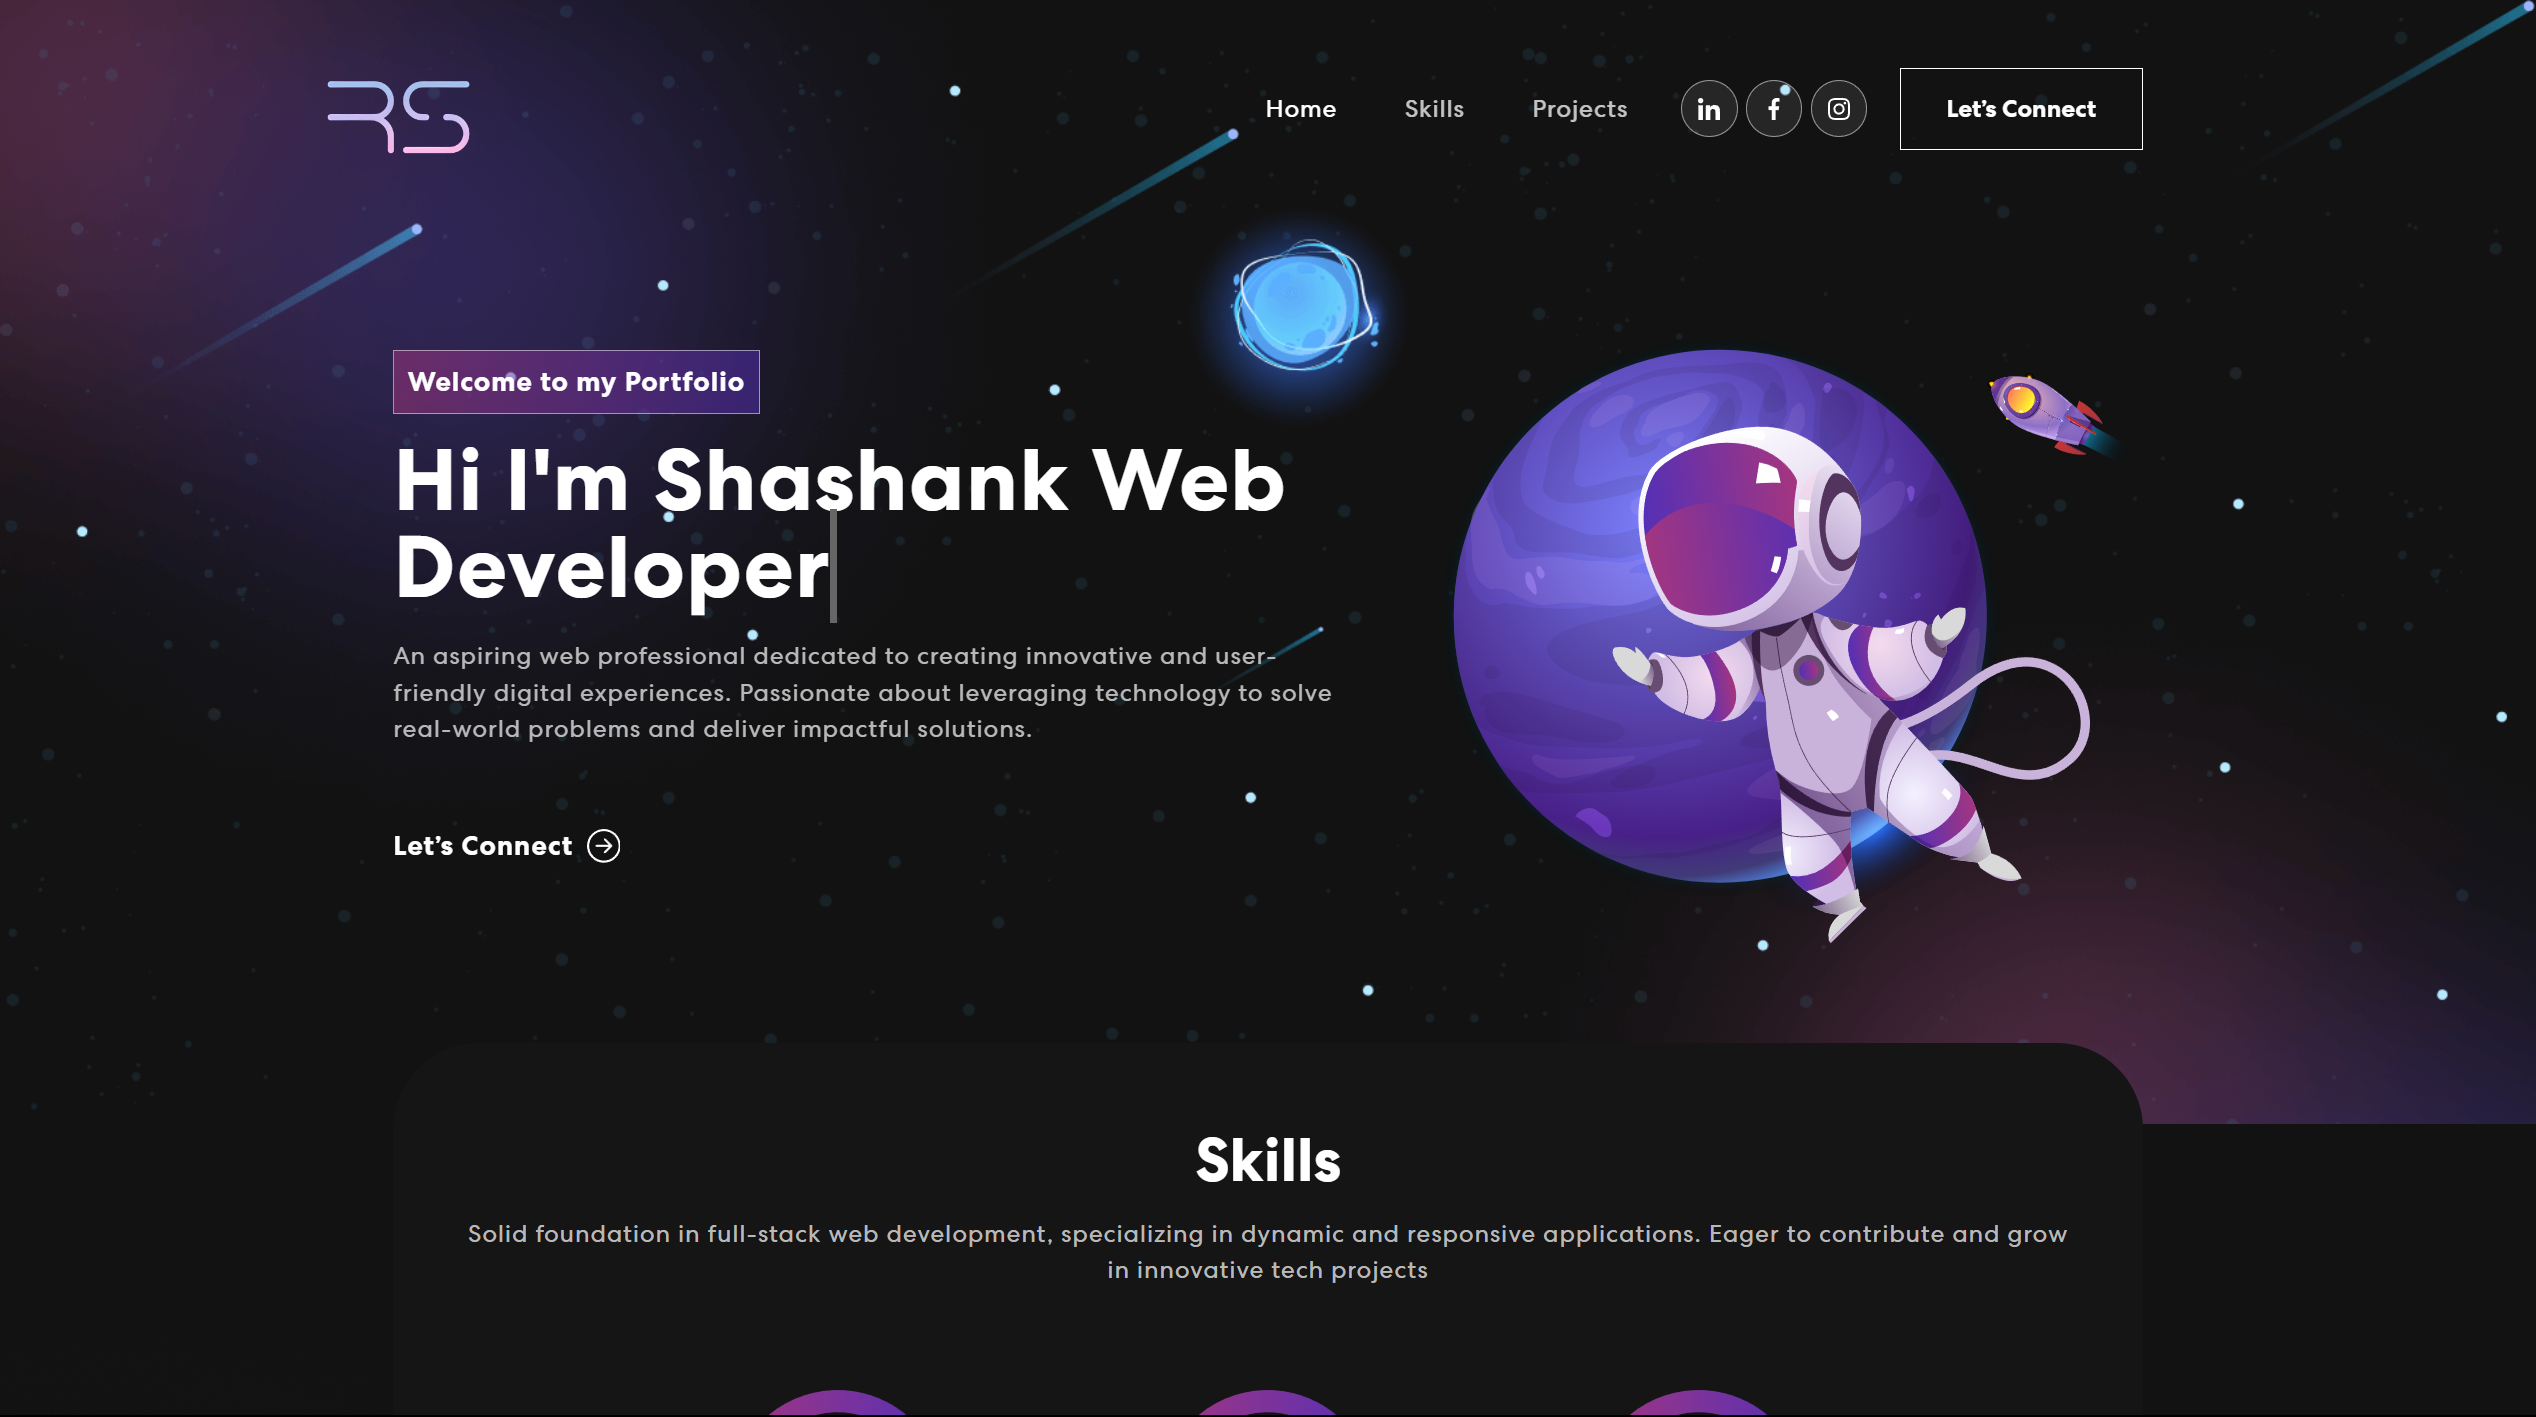 RS
Home
Skills
Projects
Let’s Connect
Welcome to my Portfolio
Hi I'm Shashank Web
Developer
An aspiring web professional dedicated to creating innovative and user-
friendly digital experiences. Passionate about leveraging technology to solve
real-world problems and deliver impactful solutions.
Let’s Connect
Skills
Solid foundation in full-stack web development, specializing in dynamic and responsive applications. Eager to contribute and grow
in innovative tech projects